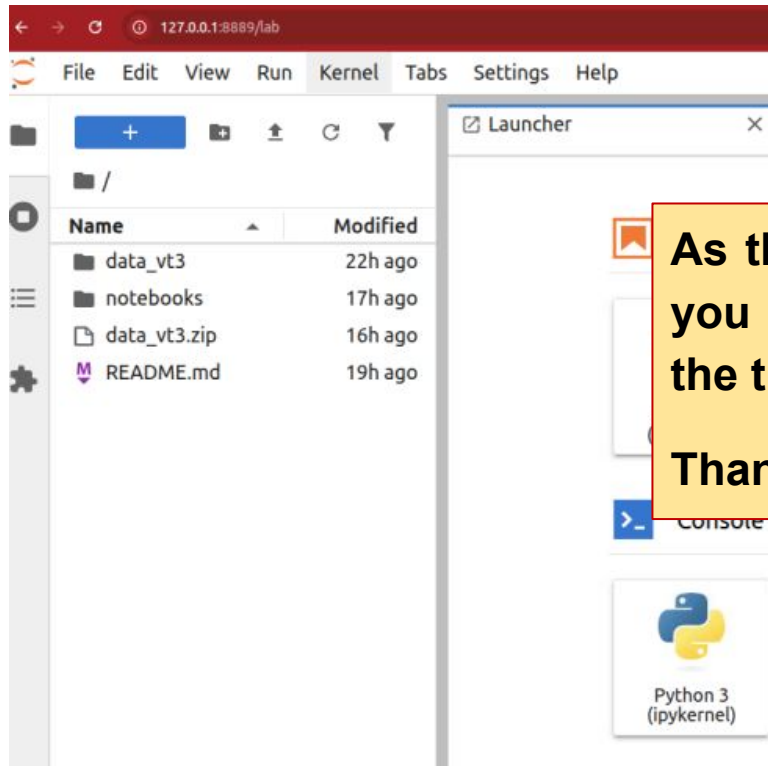 127.0.0.1:8889/lab
File Edit View Run Kernel Tabs Settings Help
+
Launcher
/
Name Modified
data_vt3 22h ago
notebooks 17h ago
data_vt3.zip 16h ago
README.md 19h ago
As
you
the
Console
Python 3
(ipykernel)